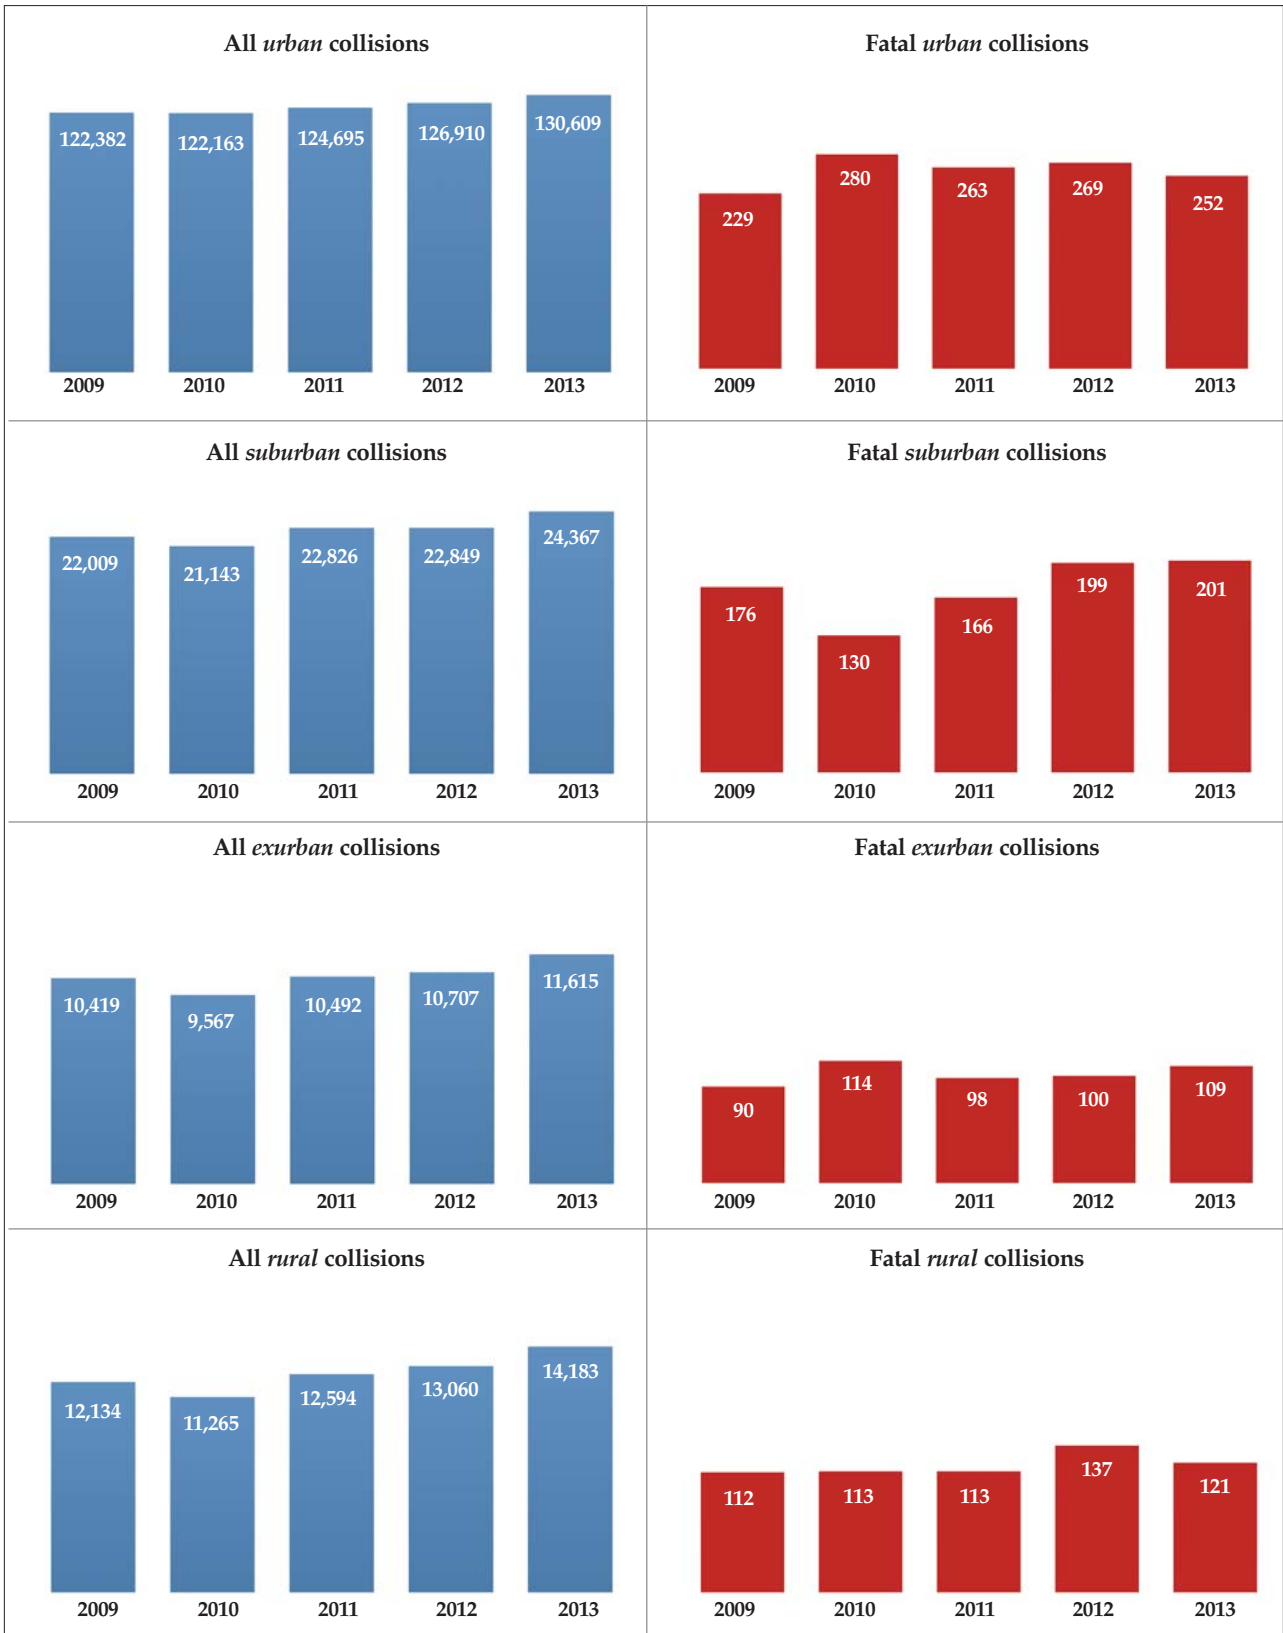 All urban collisions
122,382 122,163 124,695 126,910 130,609
2009 2010 2011 2012 2013
Fatal urban collisions
229 280 263 269 252
2009 2010 2011 2012 2013
All suburban collisions
22,009 21,143 22,826 22,849 24,367
2009 2010 2011 2012 2013
Fatal suburban collisions
176 130 166 199 201
2009 2010 2011 2012 2013
All exurban collisions
10,419 9,567 10,492 10,707 11,615
2009 2010 2011 2012 2013
Fatal exurban collisions
90 114 98 100 109
2009 2010 2011 2012 2013
All rural collisions
12,134 11,265 12,594 13,060 14,183
2009 2010 2011 2012 2013
Fatal rural collisions
112 113 113 137 121
2009 2010 2011 2012 2013